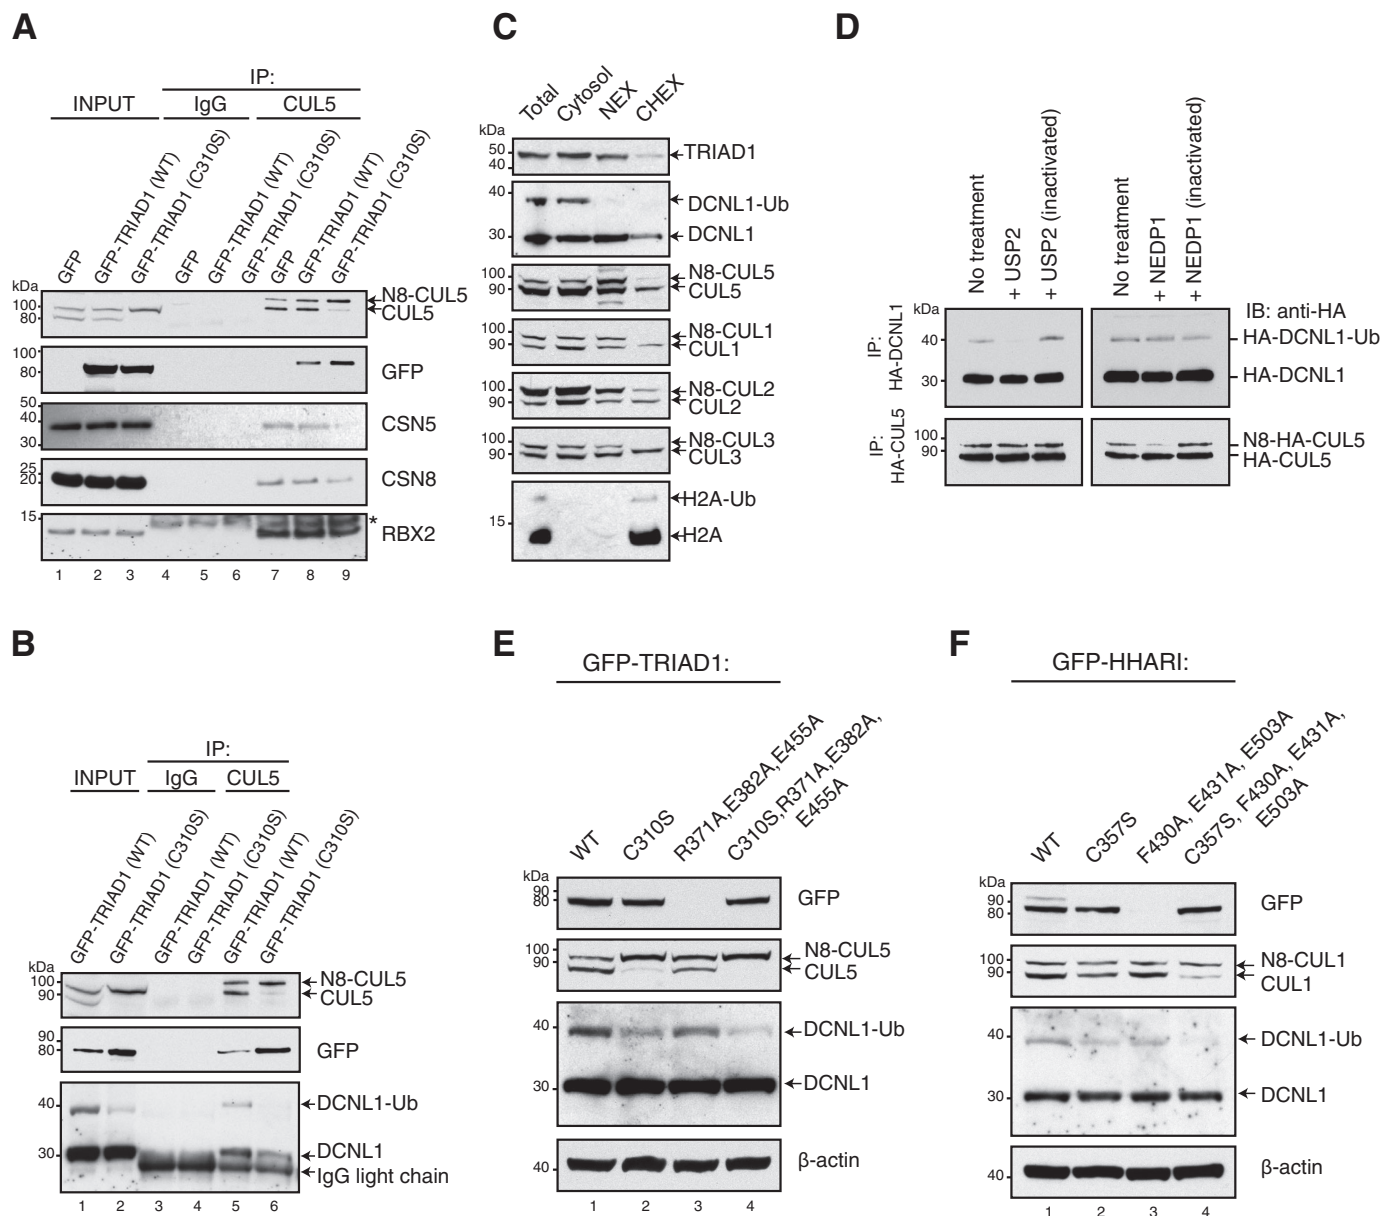 A
IP:
INPUT IgG CUL5
GFP
GFP-TRIAD1 (WT)
GFP-TRIAD1 (C310S)
GFP
GFP-TRIAD1 (WT)
GFP-TRIAD1 (C310S)
GFP
GFP-TRIAD1 (WT)
GFP-TRIAD1 (C310S)
kDa
100
80
N8-CUL5
CUL5
100
80
GFP
50
40
30
CSN5
25
20
CSN8
15
*
RBX2
1 2 3 4 5 6 7 8 9
B
IP:
INPUT IgG CUL5
GFP-TRIAD1 (WT)
GFP-TRIAD1 (C310S)
GFP-TRIAD1 (WT)
GFP-TRIAD1 (C310S)
GFP-TRIAD1 (WT)
GFP-TRIAD1 (C310S)
kDa
100
90
N8-CUL5
CUL5
90
80
GFP
40
30
DCNL1-Ub
DCNL1
IgG light chain
1 2 3 4 5 6
C
Total
Cytosol
NEX
CHEX
kDa
50
40
TRIAD1
40
30
DCNL1-Ub
DCNL1
100
90
N8-CUL5
CUL5
100
90
N8-CUL1
CUL1
100
90
N8-CUL2
CUL2
100
90
N8-CUL3
CUL3
15
H2A-Ub
H2A
D
No treatment
+ USP2
+ USP2 (inactivated)
No treatment
+ NEDP1
+ NEDP1 (inactivated)
kDa
IB: anti-HA
IP:
HA-DCNL1
40
30
HA-DCNL1-Ub
HA-DCNL1
IP:
HA-CUL5
100
90
N8-HA-CUL5
HA-CUL5
E
GFP-TRIAD1:
WT
C310S
R371A,E382A,E455A
C310S,R371A,E382A,
E455A
kDa
90
80
GFP
100
90
N8-CUL5
CUL5
40
30
DCNL1-Ub
DCNL1
40
β-actin
1 2 3 4
F
GFP-HHARI:
WT
C357S
F430A, E431A, E503A
C357S, F430A, E431A,
E503A
kDa
90
80
GFP
100
90
N8-CUL1
CUL1
40
30
DCNL1-Ub
DCNL1
40
β-actin
1 2 3 4